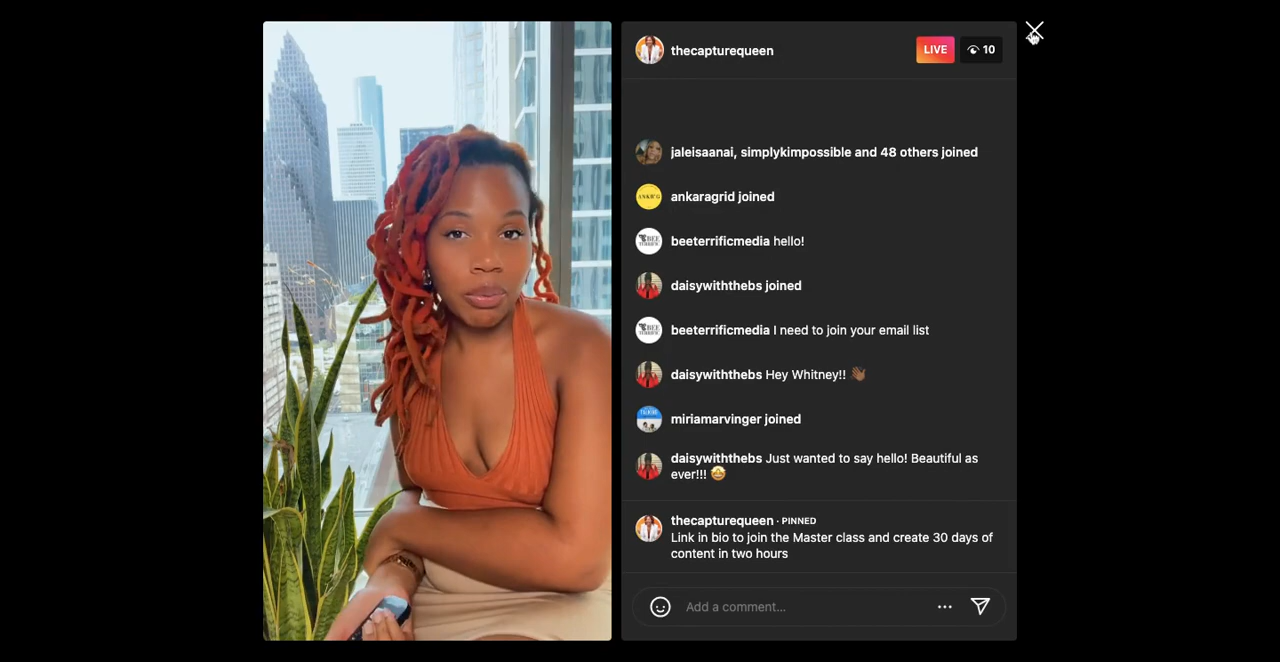 thecapturequeen
LIVE
10
jaleisaanai, simplykimpossible and 48 others joined
ankaragrid joined
beeterrificmedia hello!
daisywiththebs joined
beeterrificmedia I need to join your email list
daisywiththebs Hey Whitney!! 👋🏾
miriamarvinger joined
daisywiththebs Just wanted to say hello! Beautiful as
ever!!! 🤩
thecapturequeen · PINNED
Link in bio to join the Master class and create 30 days of
content in two hours
Add a comment...